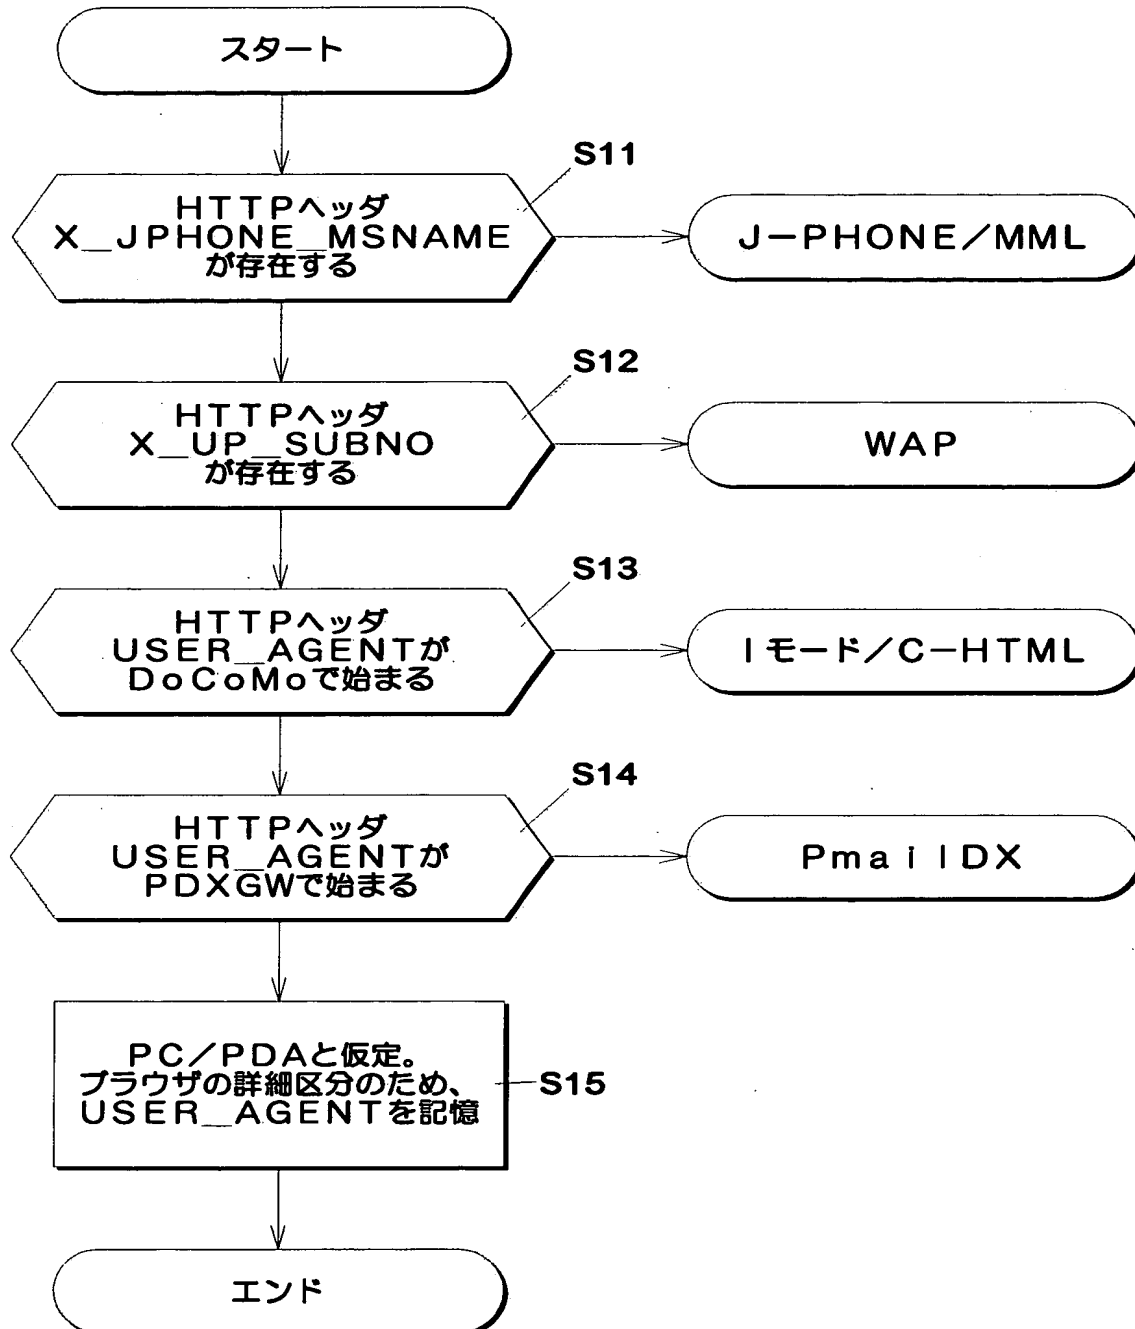 スタート
S11
HTTPヘッダ
X_JPHONE_MSNAME
が存在する
J-PHONE/MML
S12
HTTPヘッダ
X_UP_SUBNO
が存在する
WAP
S13
HTTPヘッダ
USER_AGENTが
DoCoMoで始まる
Iモード/C-HTML
S14
HTTPヘッダ
USER_AGENTが
PDXGWで始まる
PmailDX
PC/PDAと仮定。
ブラウザの詳細区分のため、
USER_AGENTを記憶
S15
エンド